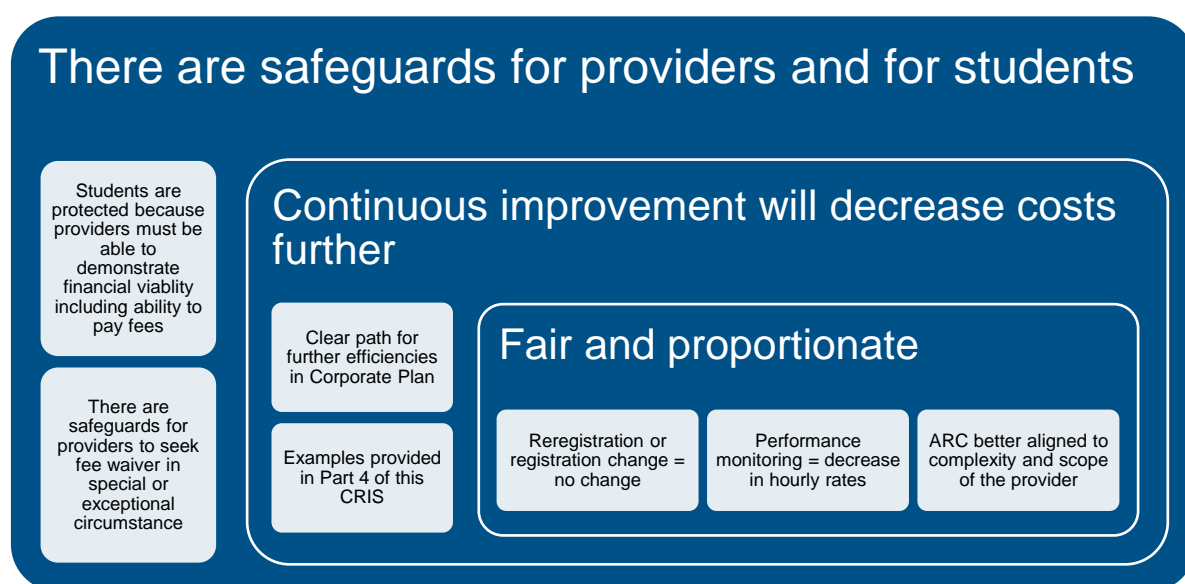 There are safeguards for providers and for students
Students are
protected because
providers must be
able to
demonstrate
financial viablity
including ability to
pay fees
There are
safeguards for
providers to seek
fee waiver in
special or
exceptional
circumstance
Continuous improvement will decrease costs
further
Clear path for
further efficiencies
in Corporate Plan
Examples provided
in Part 4 of this
CRIS
Fair and proportionate
Reregistration or
registration change =
no change
Performance
monitoring = decrease
in hourly rates
ARC better aligned to
complexity and scope
of the provider